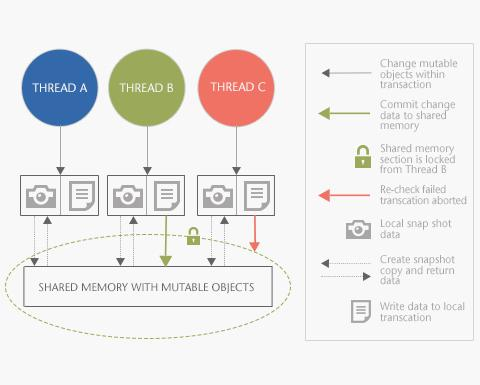 THREAD A
THREAD B
THREAD C
SHARED MEMORY WITH MUTABLE OBJECTS
Change mutable
objects within
transaction
Commit change
data to shared
memory
Shared memory
section is locked
from Thread B
Re-check failed
transcation aborted
Local snap shot
data
Create snapshot
copy and return
data
Write data to local
transcation